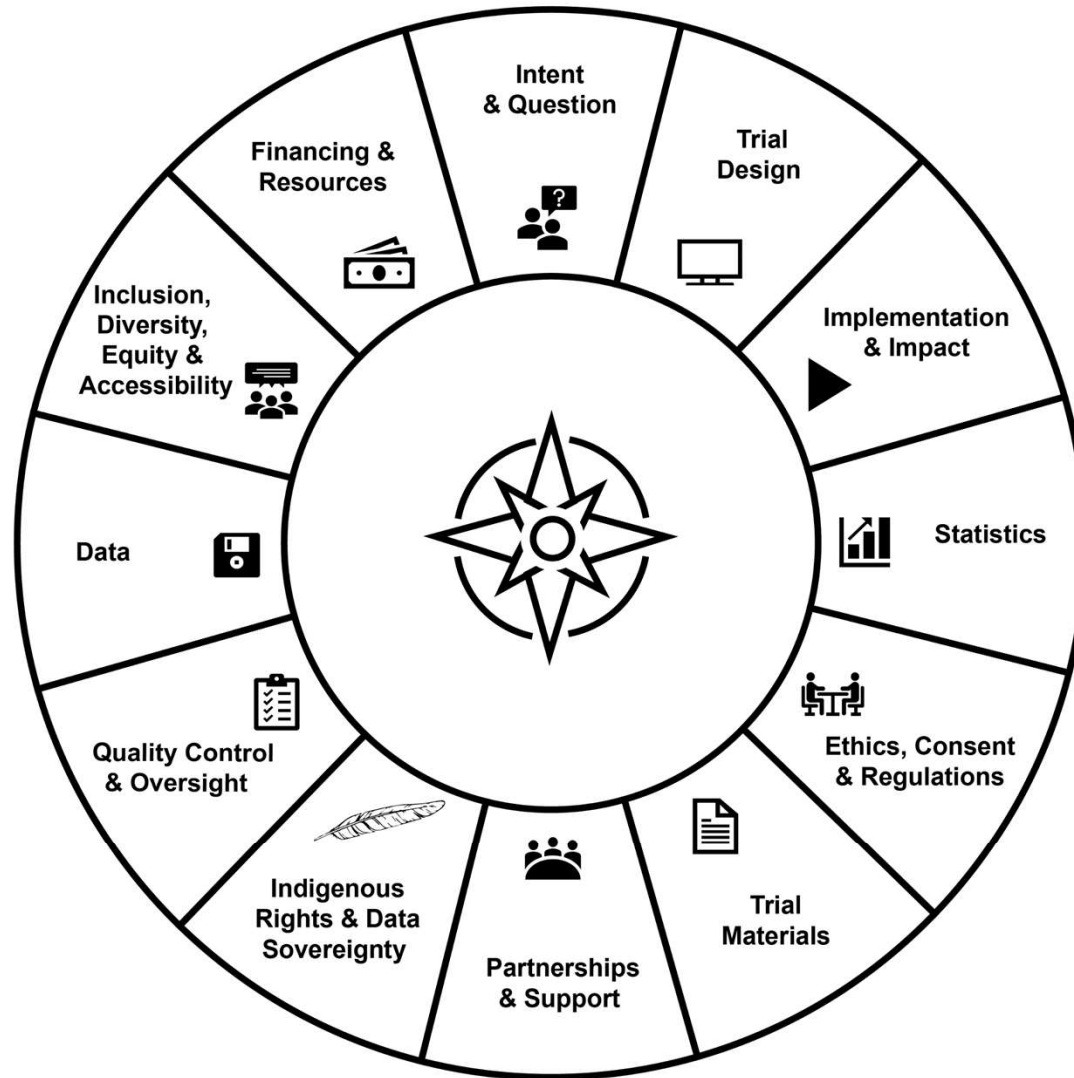 Intent
& Question
Trial
Design
Implementation
& Impact
Statistics
Ethics, Consent
& Regulations
Trial
Materials
Partnerships
& Support
Indigenous
Rights & Data
Sovereignty
Quality Control
& Oversight
Data
Inclusion,
Diversity,
Equity &
Accessibility
Financing &
Resources
?